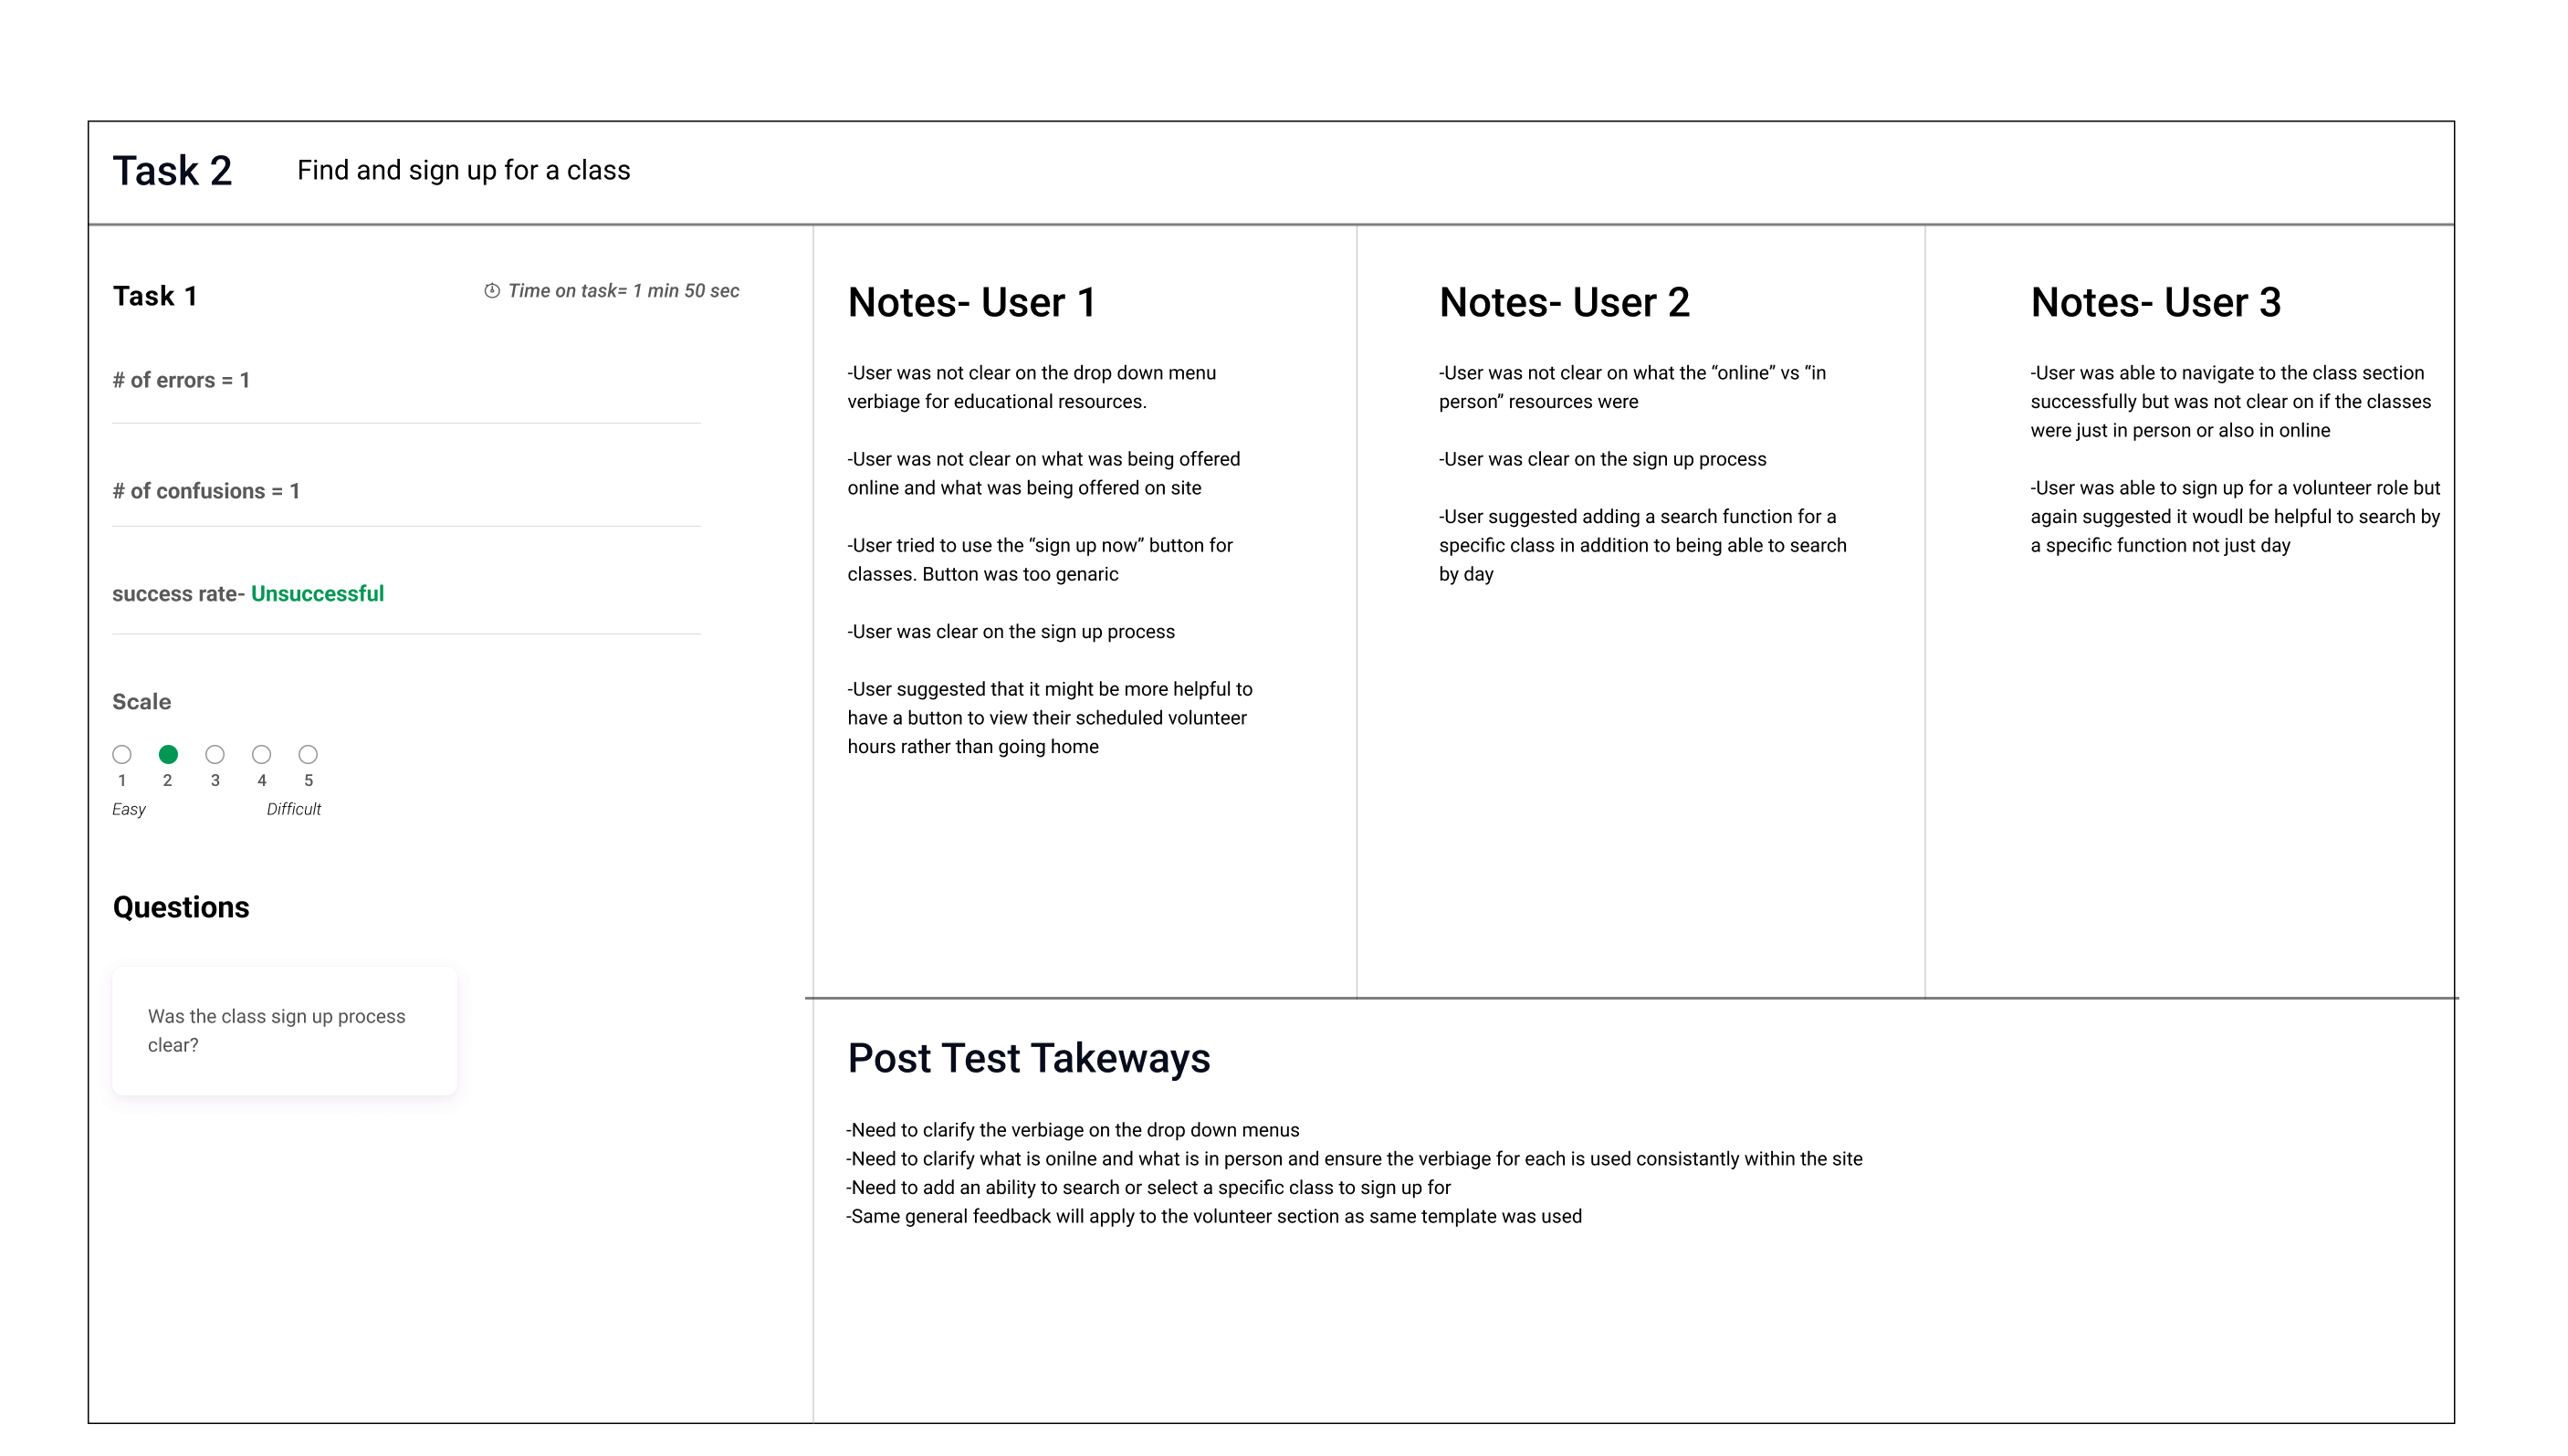 Task 2
Find and sign up for a class
Task 1
Time on task= 1 min 50 sec
# of errors = 1
# of confusions = 1
success rate- Unsuccessful
Scale
1 2 3 4 5
Easy Difficult
Questions
Was the class sign up process
clear?
Notes- User 1
-User was not clear on the drop down menu
verbiage for educational resources.
-User was not clear on what was being offered
online and what was being offered on site
-User tried to use the “sign up now” button for
classes. Button was too genaric
-User was clear on the sign up process
-User suggested that it might be more helpful to
have a button to view their scheduled volunteer
hours rather than going home
Notes- User 2
-User was not clear on what the “online” vs “in
person” resources were
-User was clear on the sign up process
-User suggested adding a search function for a
specific class in addition to being able to search
by day
Notes- User 3
-User was able to navigate to the class section
successfully but was not clear on if the classes
were just in person or also in online
-User was able to sign up for a volunteer role but
again suggested it woudl be helpful to search by
a specific function not just day
Post Test Takeways
-Need to clarify the verbiage on the drop down menus
-Need to clarify what is onilne and what is in person and ensure the verbiage for each is used consistantly within the site
-Need to add an ability to search or select a specific class to sign up for
-Same general feedback will apply to the volunteer section as same template was used